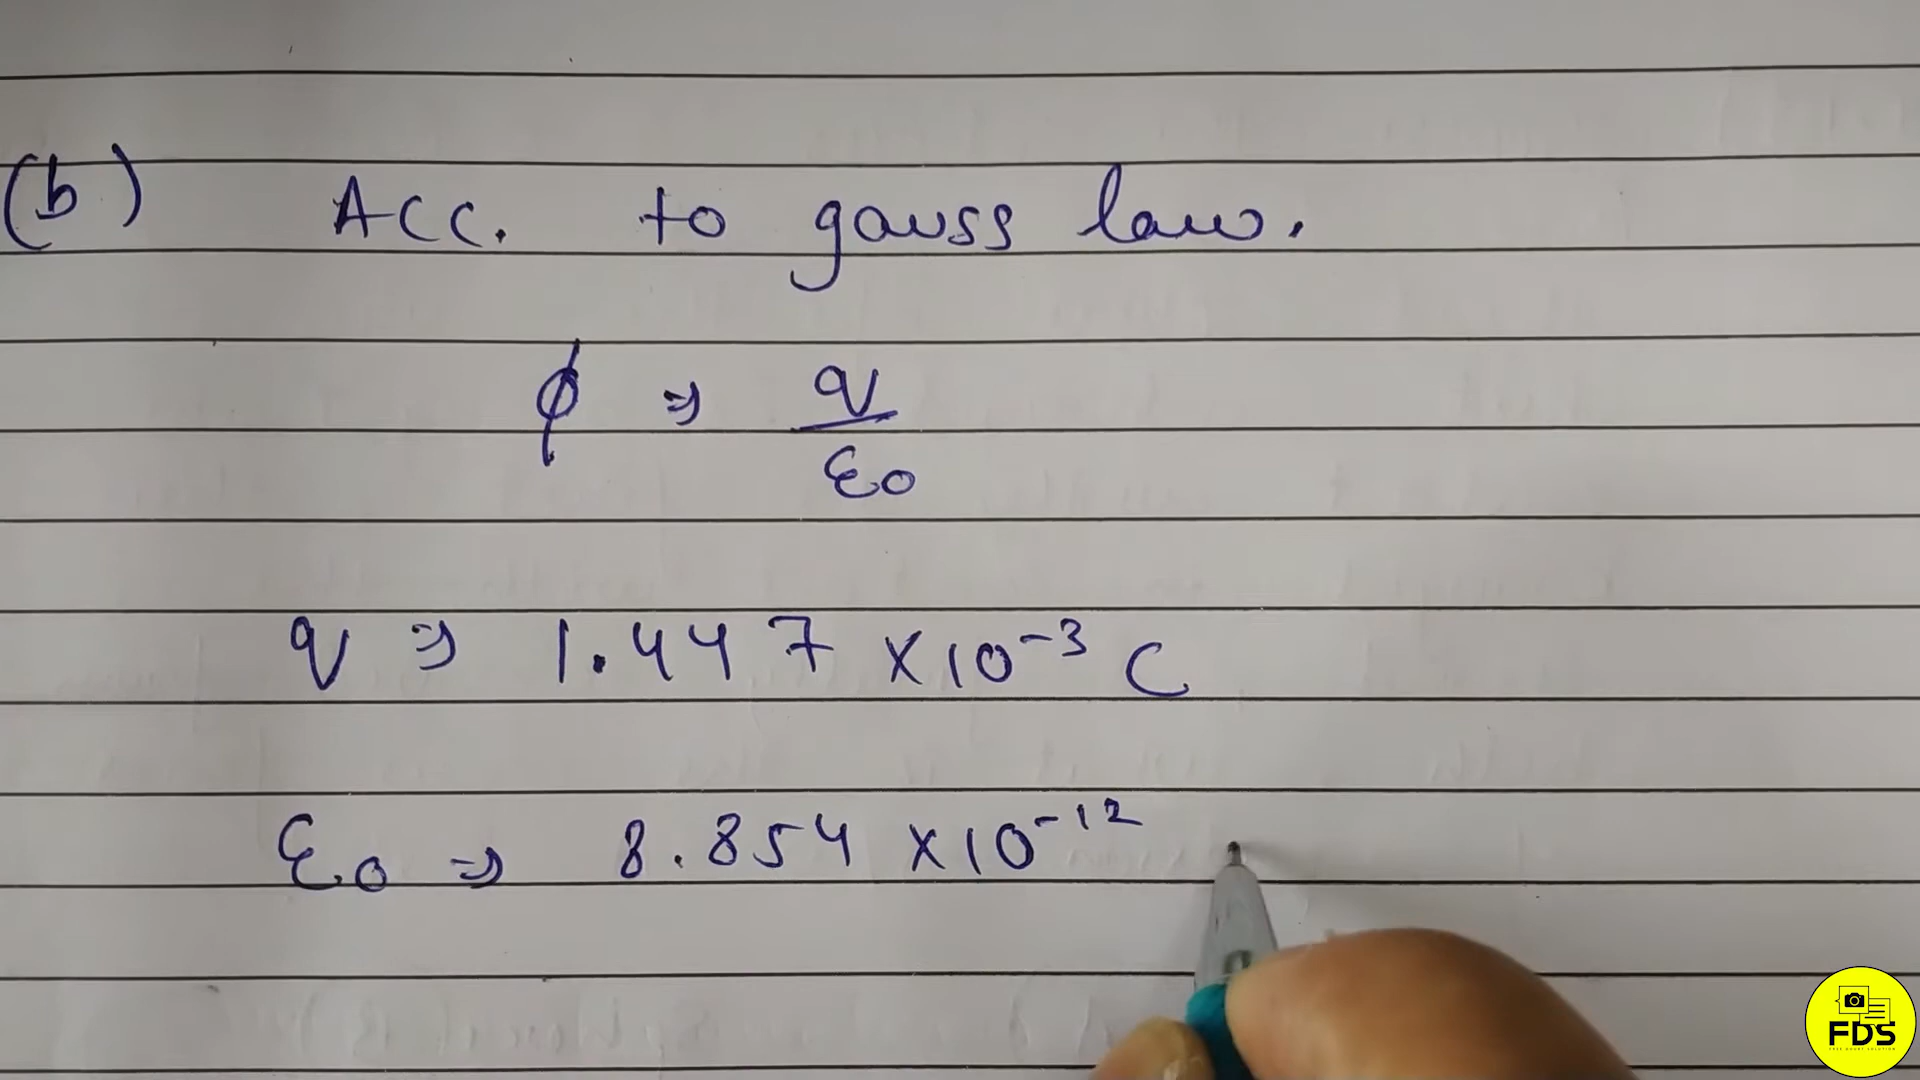 (b) Acc. to gauss law.
ϕ ⇒ q/ε0
q ⇒ 1.447 × 10⁻³ C
ε0 ⇒ 8.854 × 10⁻¹²
FDS